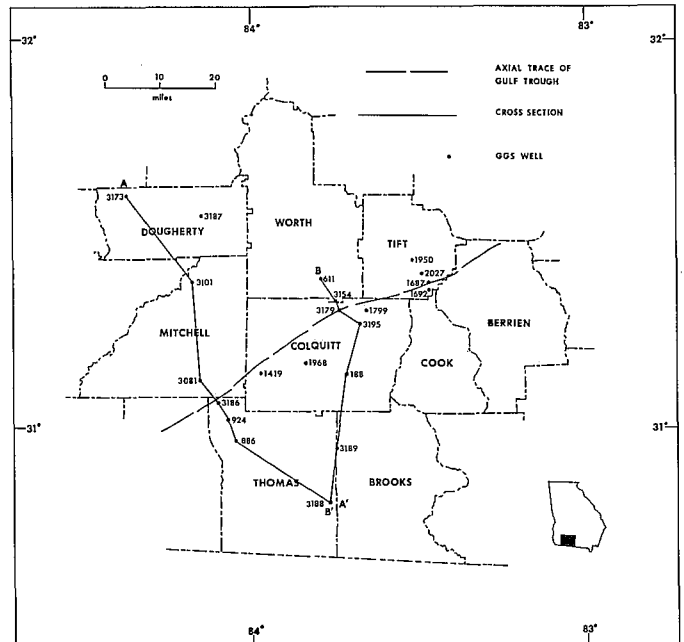 84°
83°
32°
32°
0 10 20
miles
AXIAL TRACE OF
GULF TROUGH
CROSS SECTION
GGS WELL
A
3173
3187
DOUGHERTY
WORTH
TIFT
1950
2027
1687
1692
B
611
3154
3179
1799
3195
3101
MITCHELL
COLQUITT
BERRIEN
COOK
1968
1419
188
3081
3186
924
886
31°
31°
3189
THOMAS
BROOKS
3188
B' A'
84°
83°